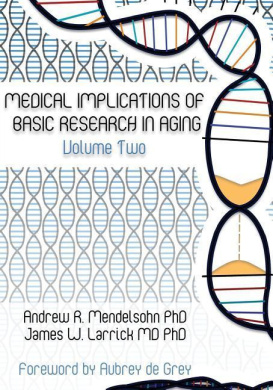 MEDICAL IMPLICATIONS OF
BASIC RESEARCH IN AGING
Volume Two
Andrew R. Mendelsohn PhD
James W. Larrick MD PhD
Foreword by Aubrey de Grey